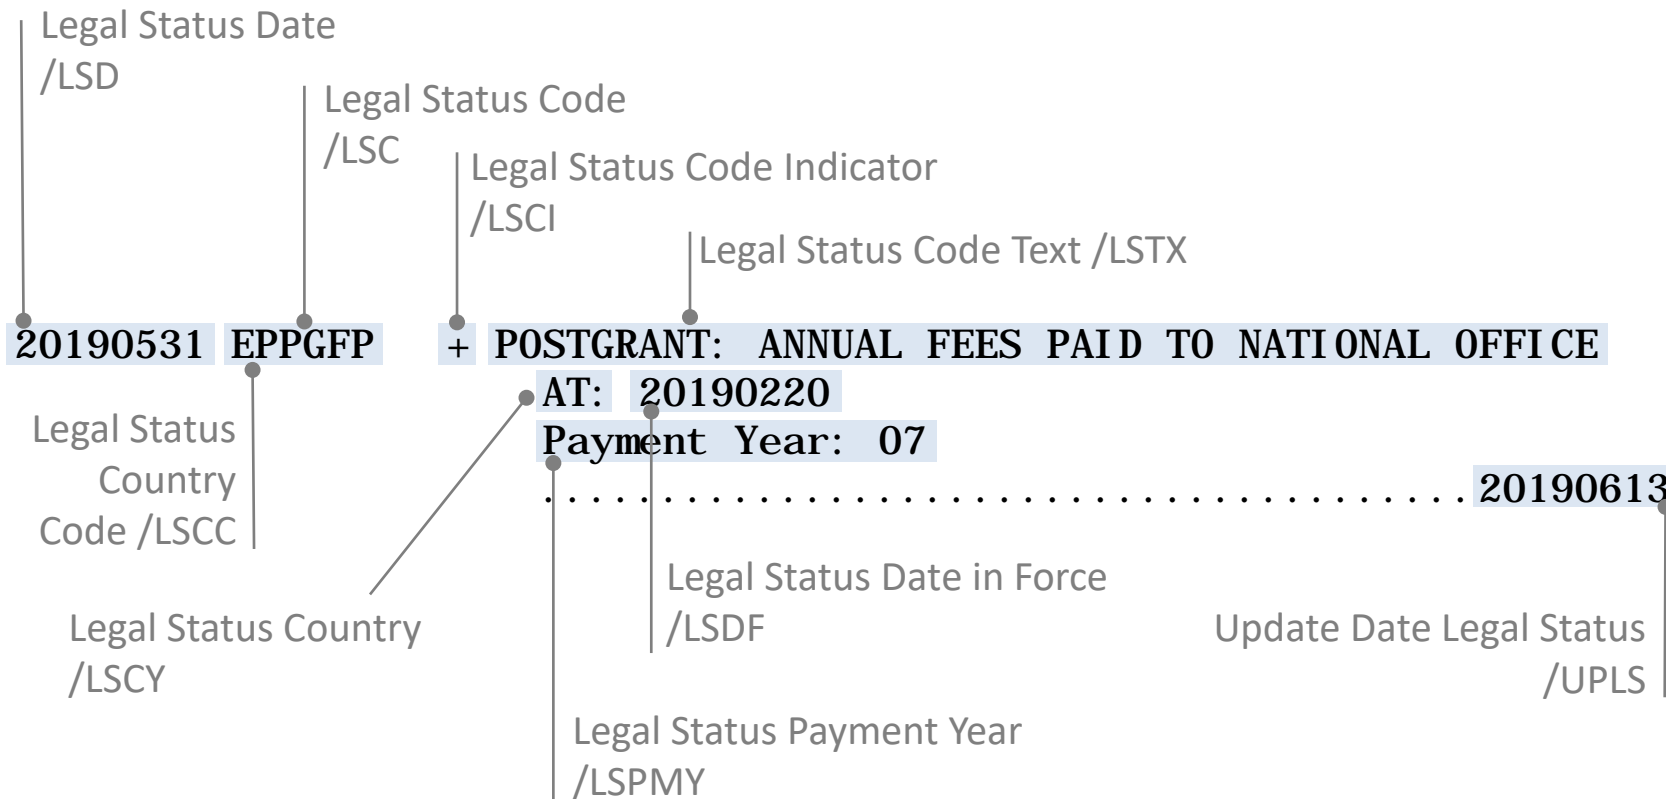 Legal Status Date
/LSD
Legal Status Code
/LSC
Legal Status Code Indicator
/LSCI
Legal Status Code Text /LSTX
20190531 EPPGFP + POSTGRANT: ANNUAL FEES PAID TO NATIONAL OFFICE
AT: 20190220
Payment Year: 07
.......................................20190613
Legal Status
Country
Code /LSCC
Legal Status Date in Force
/LSDF
Legal Status Country
/LSCY
Update Date Legal Status
/UPLS
Legal Status Payment Year
/LSPMY